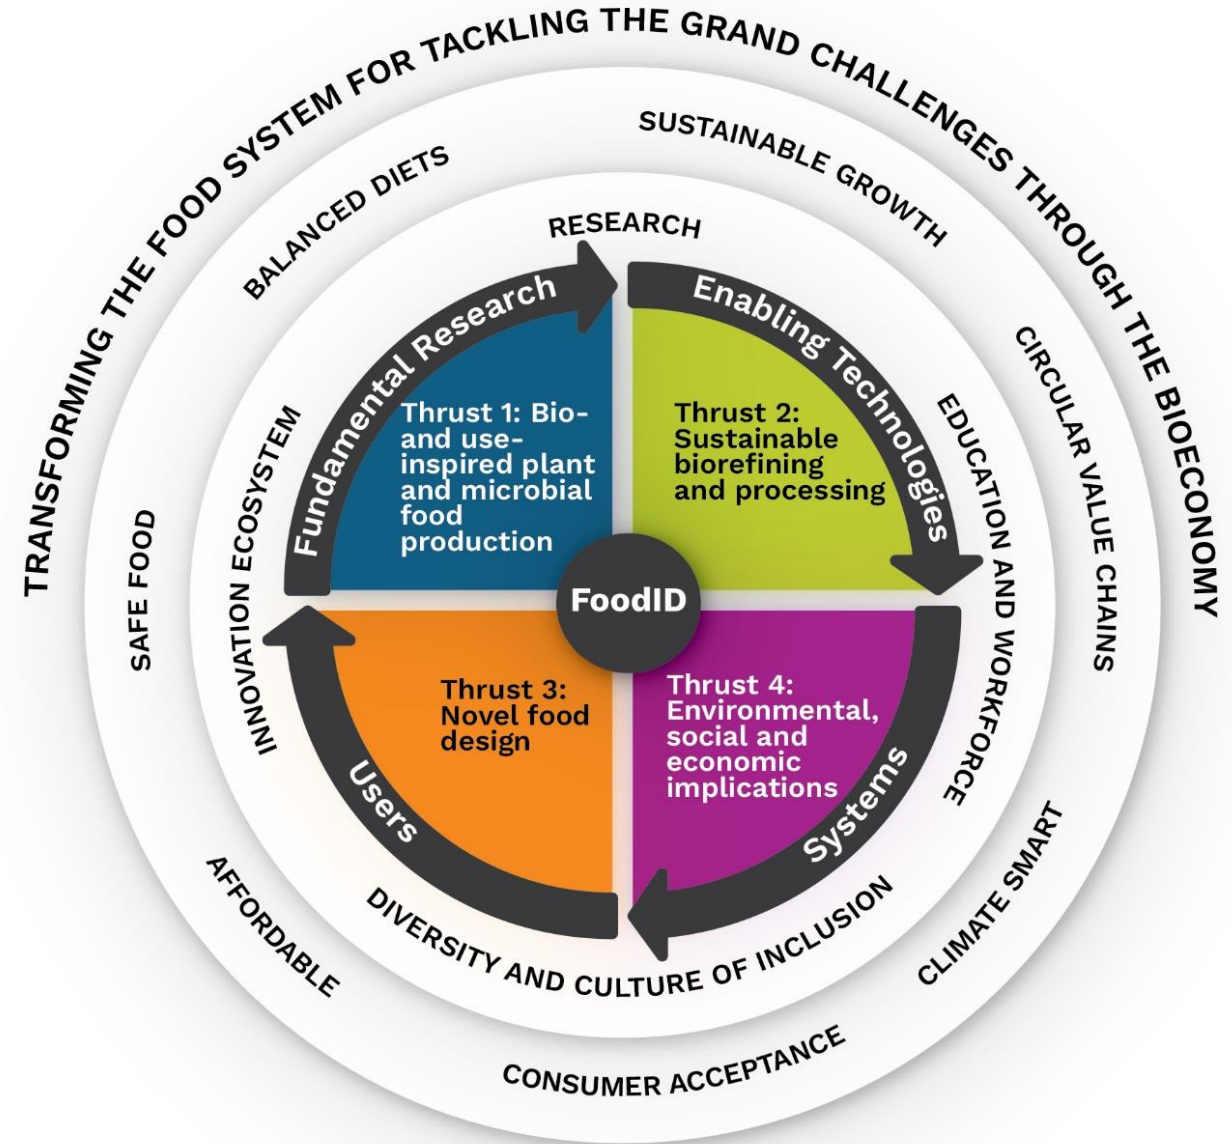 TRANSFORMING THE FOOD SYSTEM FOR TACKLING THE GRAND CHALLENGES THROUGH THE BIOECONOMY
BALANCED DIETS
SUSTAINABLE GROWTH
CIRCULAR VALUE CHAINS
CLIMATE SMART
CONSUMER ACCEPTANCE
AFFORDABLE
SAFE FOOD
RESEARCH
EDUCATION AND WORKFORCE
DIVERSITY AND CULTURE OF INCLUSION
INNOVATION ECOSYSTEM
Fundamental Research
Enabling Technologies
Systems
Users
Thrust 1: Bio-
and use-
inspired plant
and microbial
food
production
Thrust 2:
Sustainable
biorefining
and processing
FoodID
Thrust 3:
Novel food
design
Thrust 4:
Environmental,
social and
economic
implications